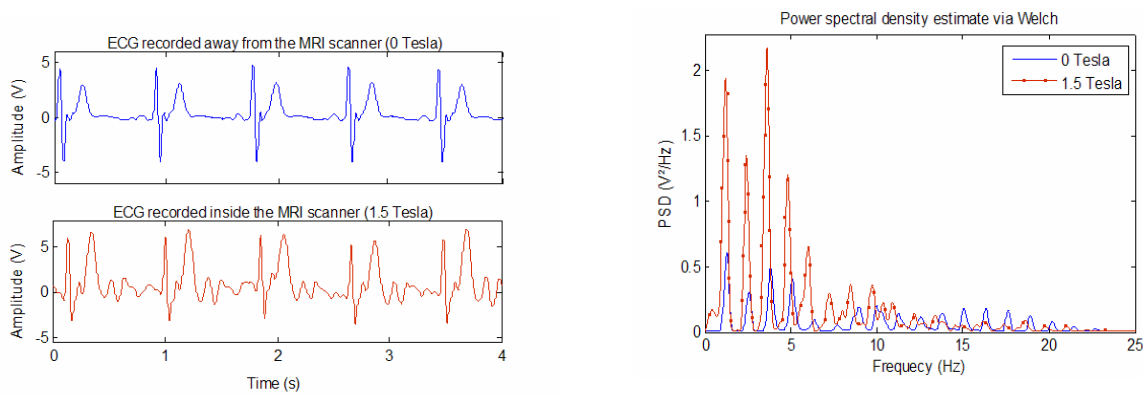 ECG recorded away from the MRI scanner (0 Tesla)
Amplitude (V)
5
0
-5
ECG recorded inside the MRI scanner (1.5 Tesla)
Amplitude (V)
5
0
-5
0 1 2 3 4
Time (s)
Power spectral density estimate via Welch
0 Tesla
1.5 Tesla
PSD (V²/Hz)
2
1.5
1
0.5
0
0 5 10 15 20 25
Frequecy (Hz)